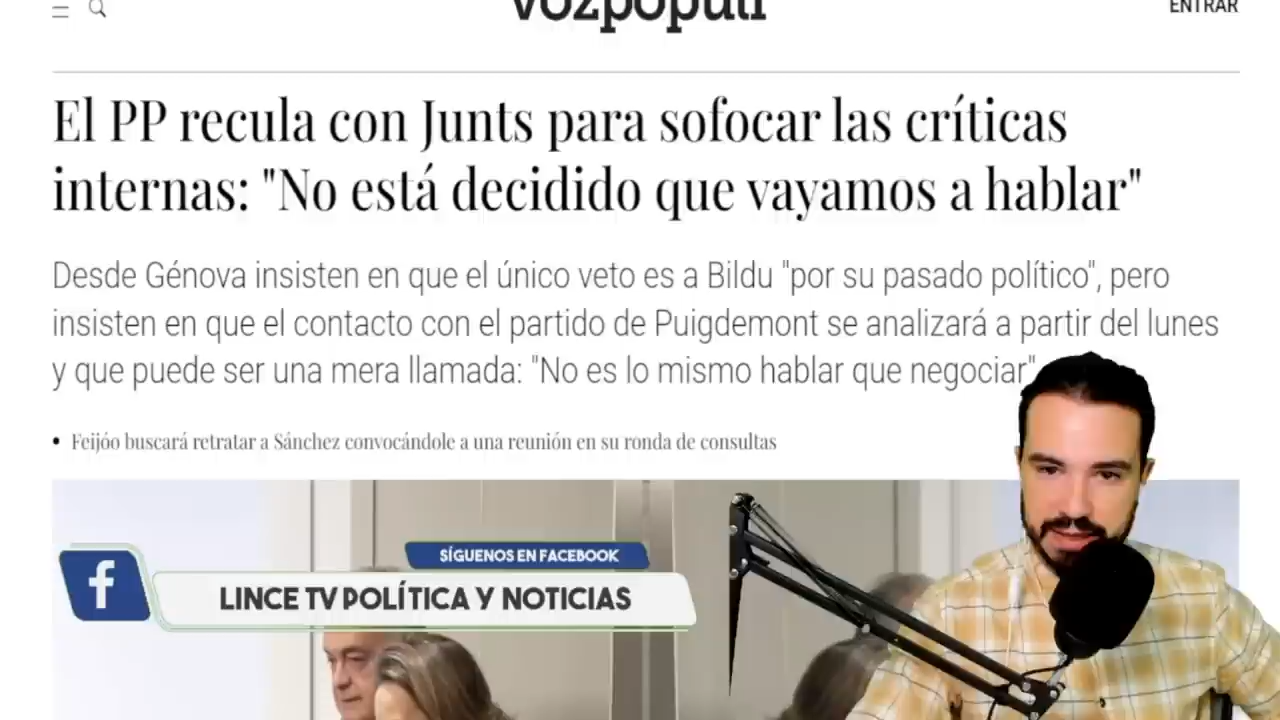 vozpópuli
ENTRAR
El PP recula con Junts para sofocar las críticas
internas: "No está decidido que vayamos a hablar"
Desde Génova insisten en que el único veto es a Bildu "por su pasado político", pero
insisten en que el contacto con el partido de Puigdemont se analizará a partir del lunes
y que puede ser una mera llamada: "No es lo mismo hablar que negociar"
• Feijóo buscará retratar a Sánchez convocándole a una reunión en su ronda de consultas
SÍGUENOS EN FACEBOOK
f
LINCE TV POLÍTICA Y NOTICIAS